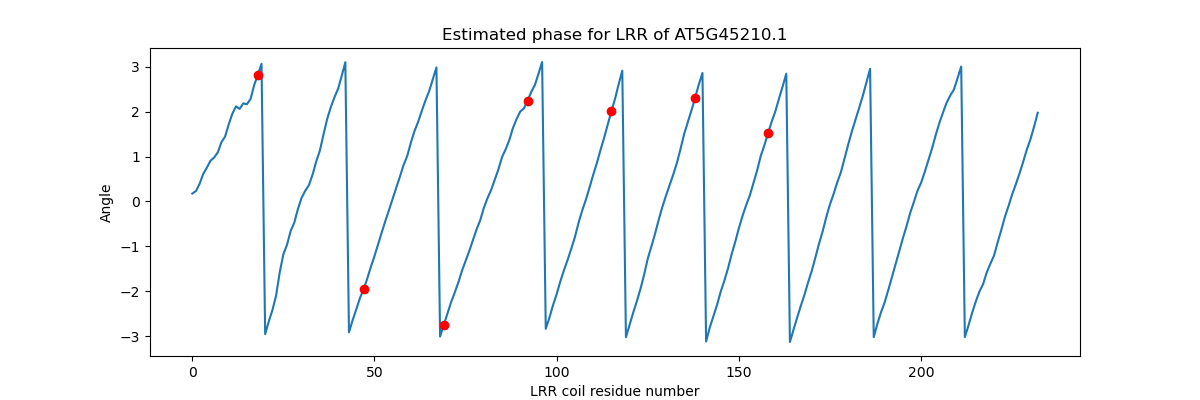 Estimated phase for LRR of AT5G45210.1
3
2
1
0
−1
−2
−3
Angle
0 50 100 150 200
LRR coil residue number